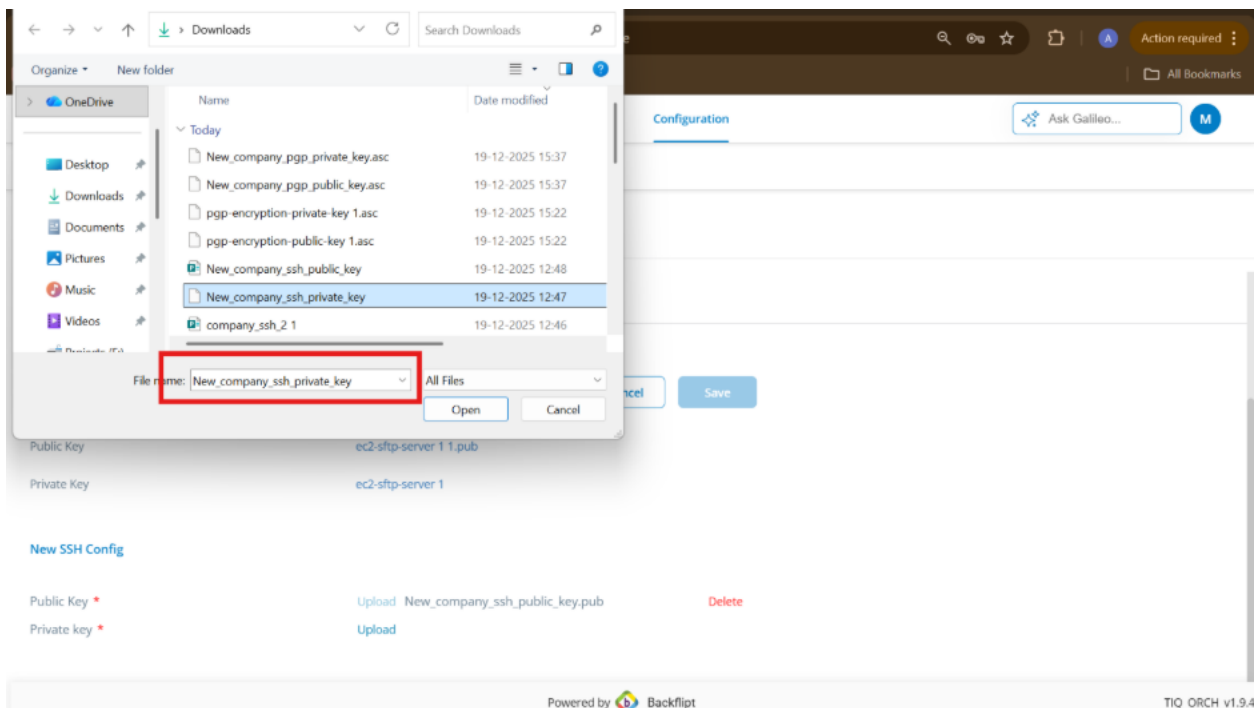 Downloads
Search Downloads
e
Action required
Organize
New folder
All Bookmarks
OneDrive
Name
Date modified
Configuration
Ask Galileo...
M
A
Today
Desktop
New_company_pgp_private_key.asc 19-12-2025 15:37
Downloads
New_company_pgp_public_key.asc 19-12-2025 15:37
Documents
pgp-encryption-private-key 1.asc 19-12-2025 15:22
pgp-encryption-public-key 1.asc 19-12-2025 15:22
Pictures
New_company_ssh_public_key 19-12-2025 12:48
Music
New_company_ssh_private_key 19-12-2025 12:47
Videos
company_ssh_2 1 19-12-2025 12:46
File name: New_company_ssh_private_key
All Files
Open
Cancel
ncel
Save
Public Key ec2-sftp-server 1 1.pub
Private Key ec2-sftp-server 1
New SSH Config
Public Key * Upload New_company_ssh_public_key.pub Delete
Private key * Upload
Powered by Backflipt
TIQ_ORCH_v1.9.4